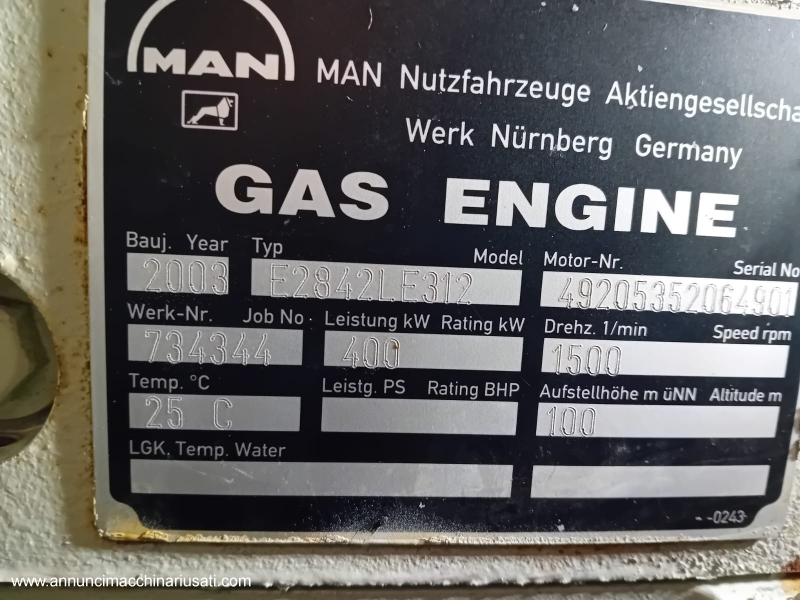 MAN
MAN Nutzfahrzeuge Aktiengesellscha
Werk Nürnberg Germany
GAS ENGINE
Bauj. Year Typ Model Motor-Nr. Serial No
2003 E2842LE312 49205352064901
Werk-Nr. Job No Leistung kW Rating kW Drehz. 1/min Speed rpm
734344 400 1500
Temp. °C Leistg. PS Rating BHP Aufstellhöhe m üNN Altitude m
25 C 100
LGK. Temp. Water
-0243-
www.annuncimacchinariusati.com